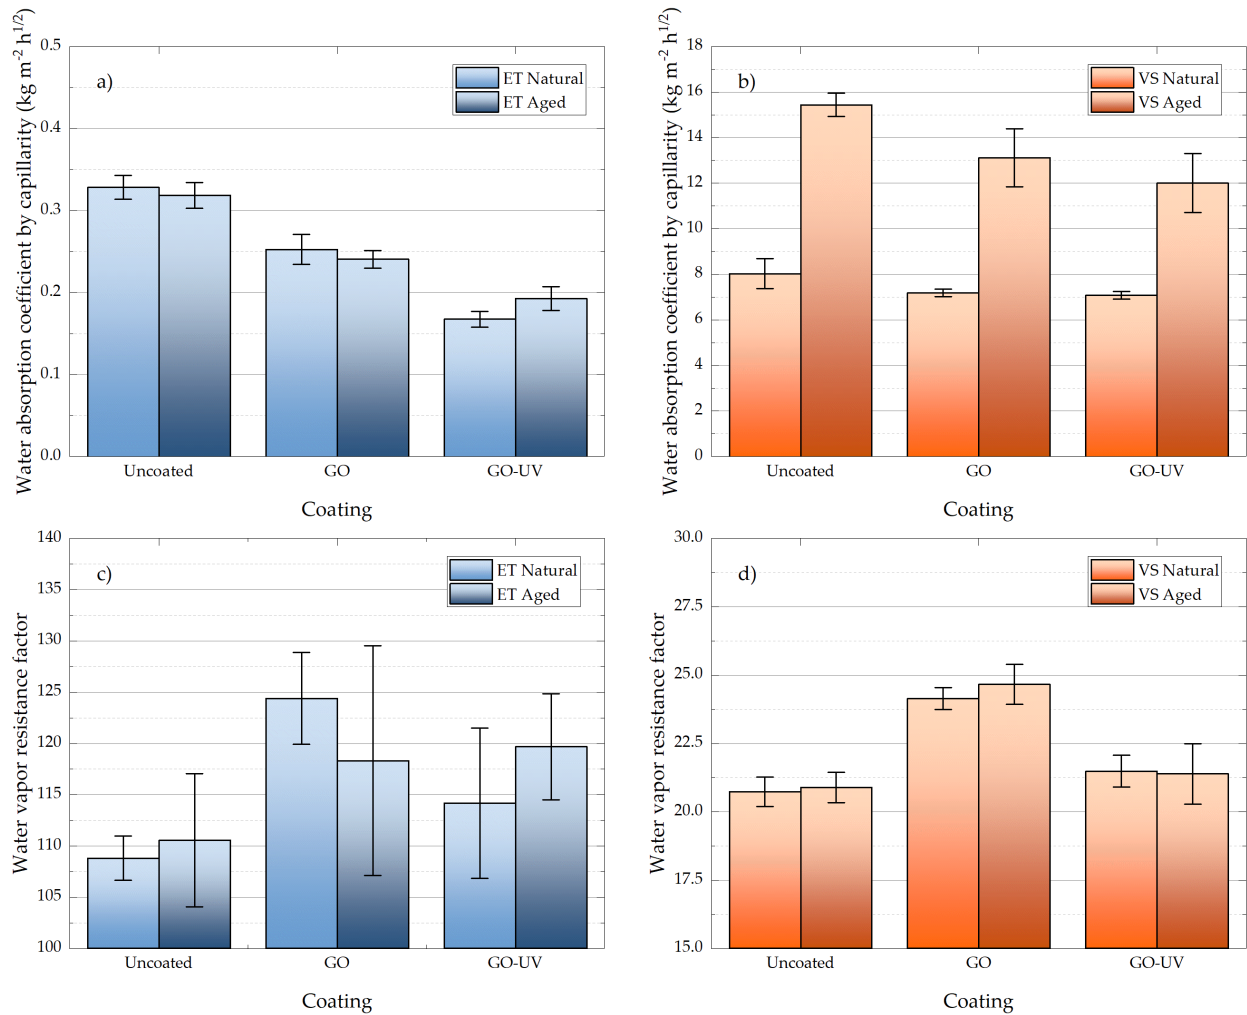 Water absorption coefficient by capillarity (kg m⁻² h¹ᐟ²)
0.5
0.4
0.3
0.2
0.1
0.0
a)
ET Natural
ET Aged
Uncoated GO GO-UV
Coating
Water absorption coefficient by capillarity (kg m⁻² h¹ᐟ²)
18
16
14
12
10
8
6
4
2
0
b)
VS Natural
VS Aged
Uncoated GO GO-UV
Coating
Water vapor resistance factor
140
135
130
125
120
115
110
105
100
c)
ET Natural
ET Aged
Uncoated GO GO-UV
Coating
Water vapor resistance factor
30.0
27.5
25.0
22.5
20.0
17.5
15.0
d)
VS Natural
VS Aged
Uncoated GO GO-UV
Coating